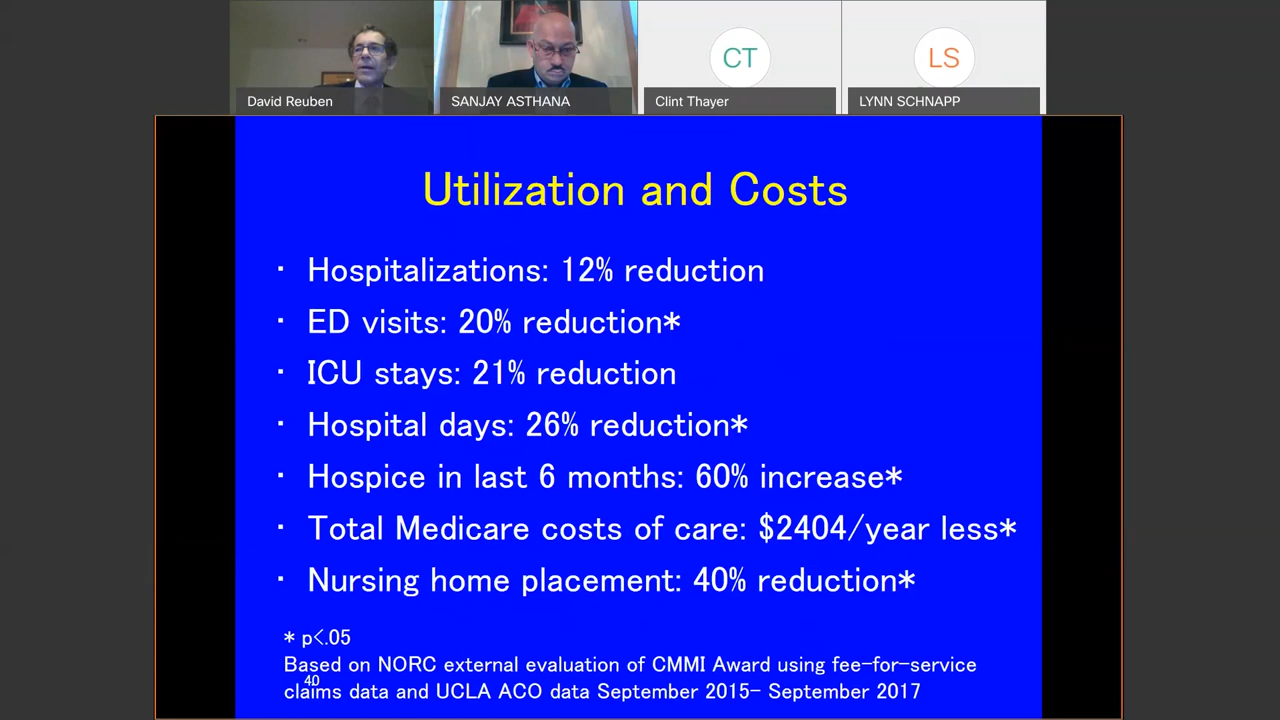 David Reuben
SANJAY ASTHANA
CT
Clint Thayer
LS
LYNN SCHNAPP
Utilization and Costs
· Hospitalizations: 12% reduction
· ED visits: 20% reduction*
· ICU stays: 21% reduction
· Hospital days: 26% reduction*
· Hospice in last 6 months: 60% increase*
· Total Medicare costs of care: $2404/year less*
· Nursing home placement: 40% reduction*
* p<.05
Based on NORC external evaluation of CMMI Award using fee-for-service
claims data and UCLA ACO data September 2015- September 2017
40